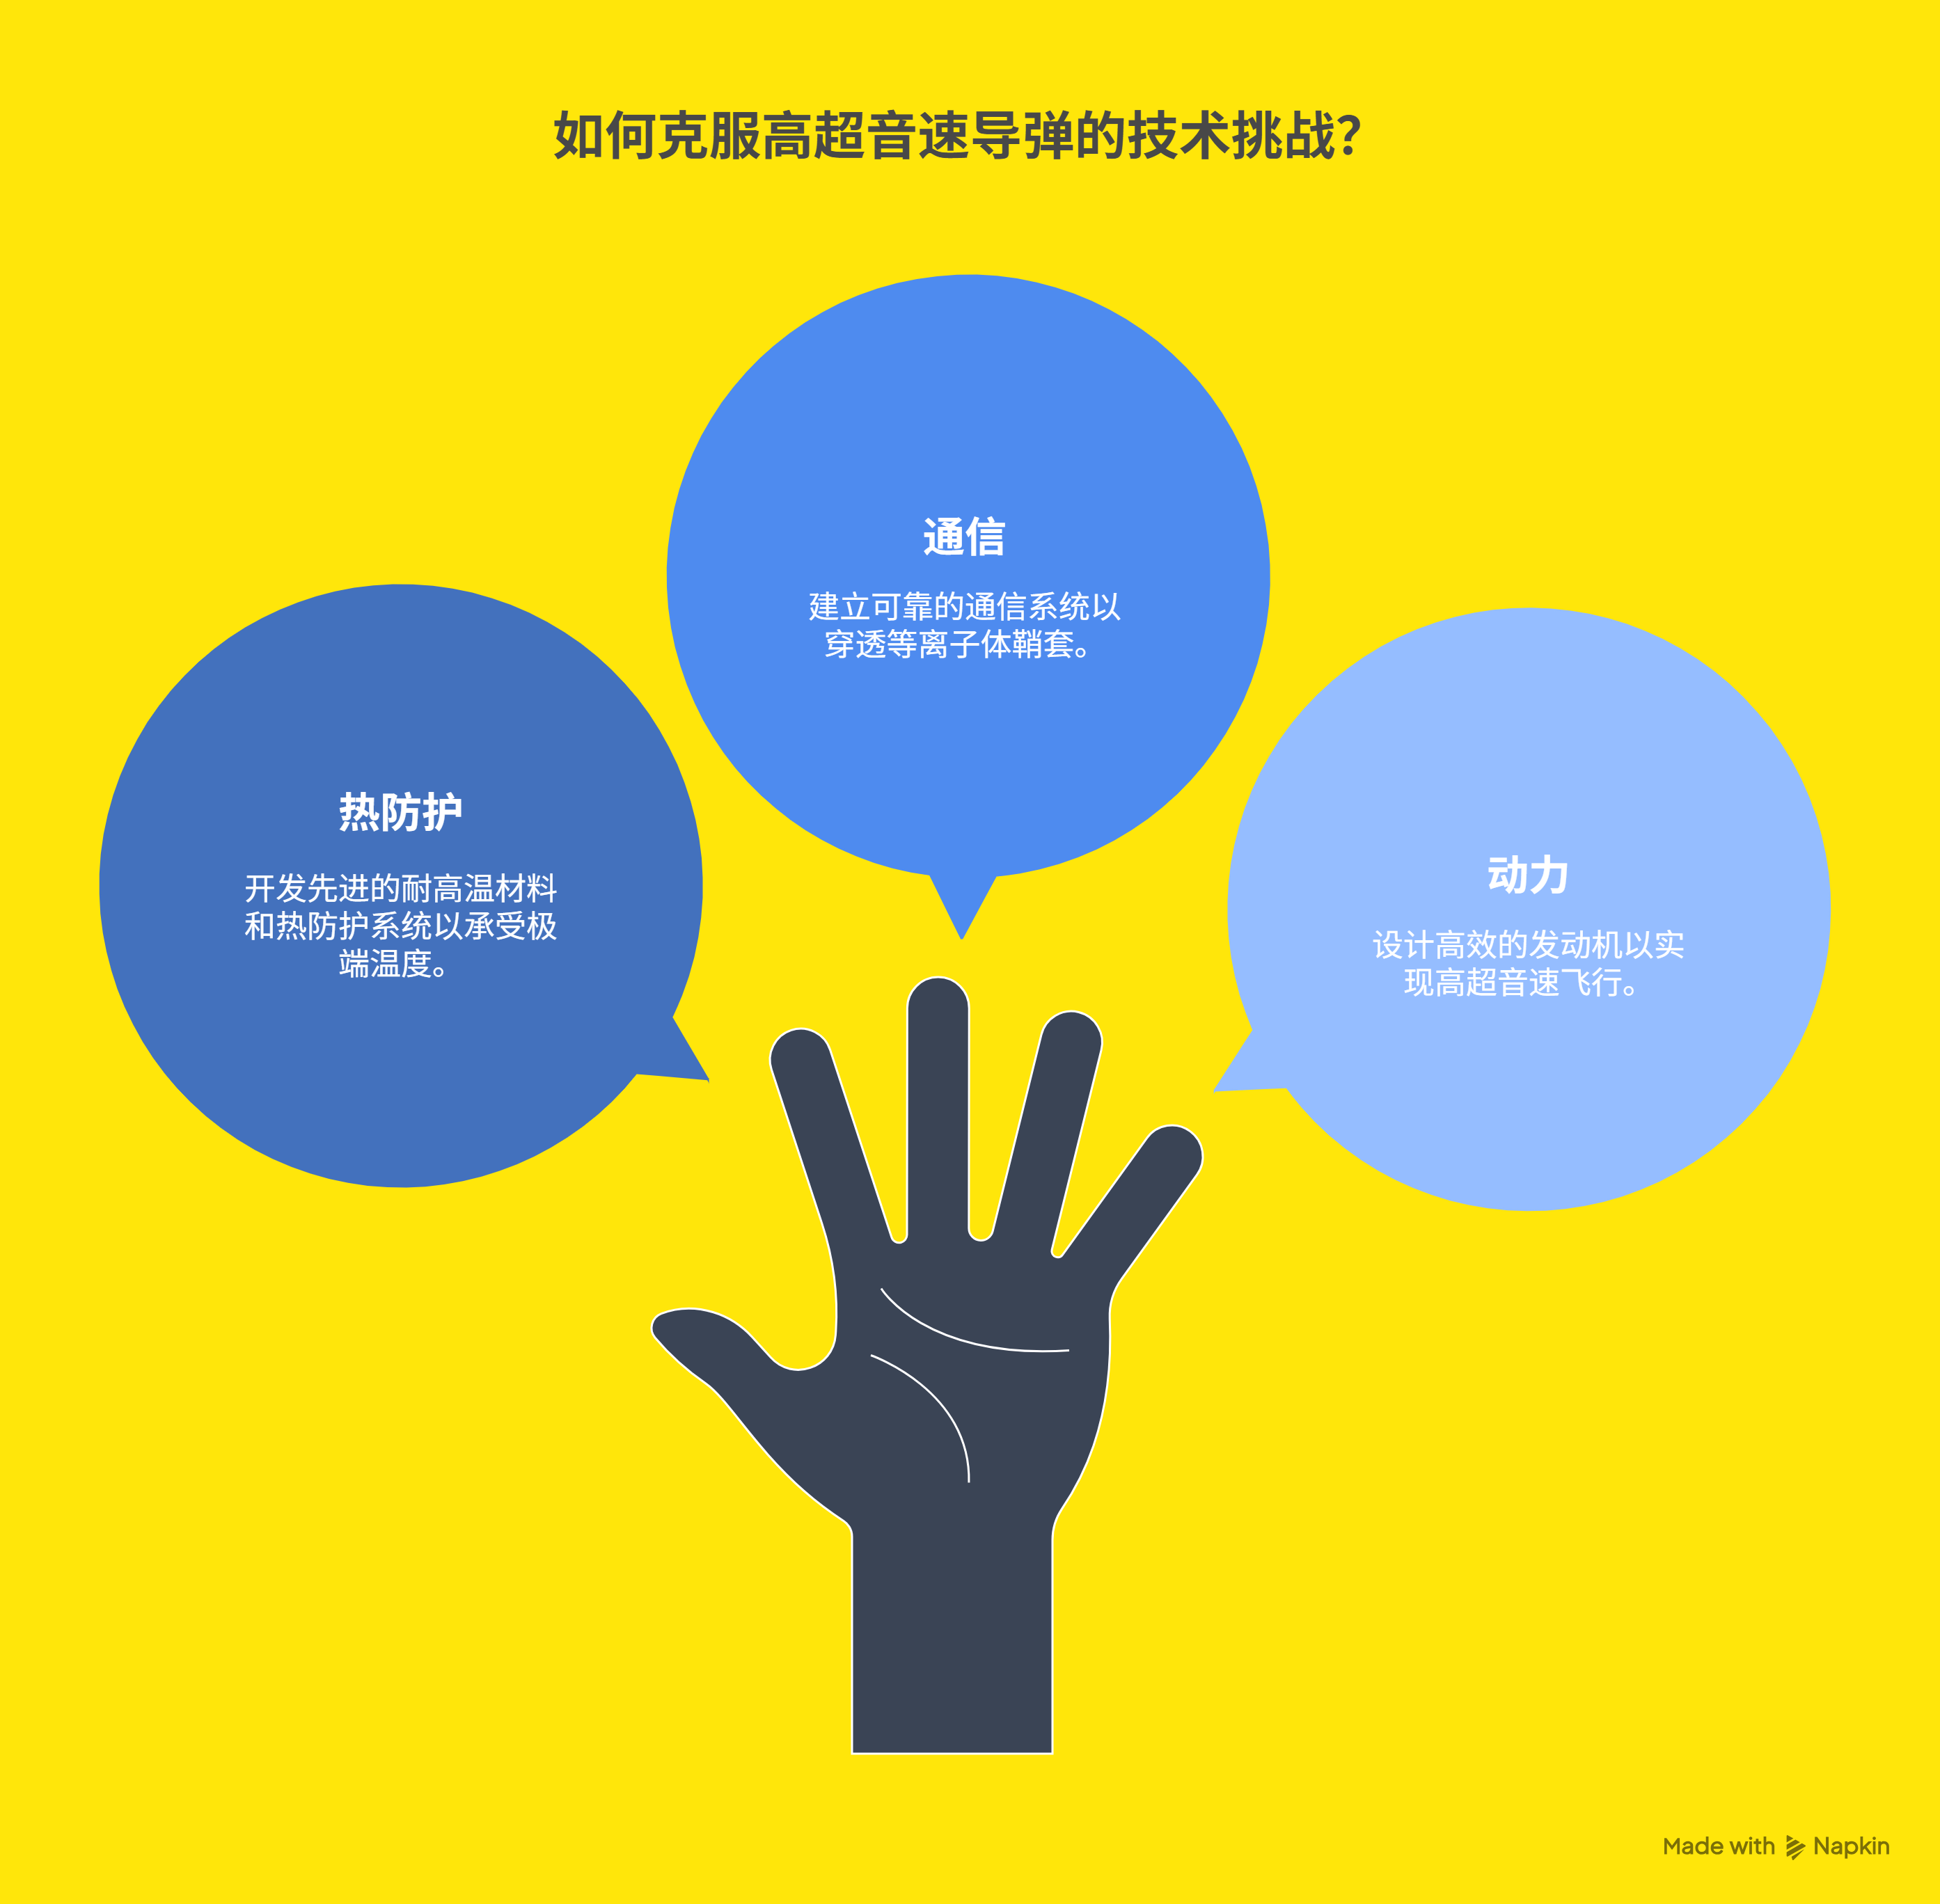 如何克服高超音速导弹的技术挑战?
通信
建立可靠的通信系统以
穿透等离子体鞘套。
热防护
开发先进的耐高温材料
和热防护系统以承受极
端温度。
动力
设计高效的发动机以实
现高超音速飞行。
Made with Napkin